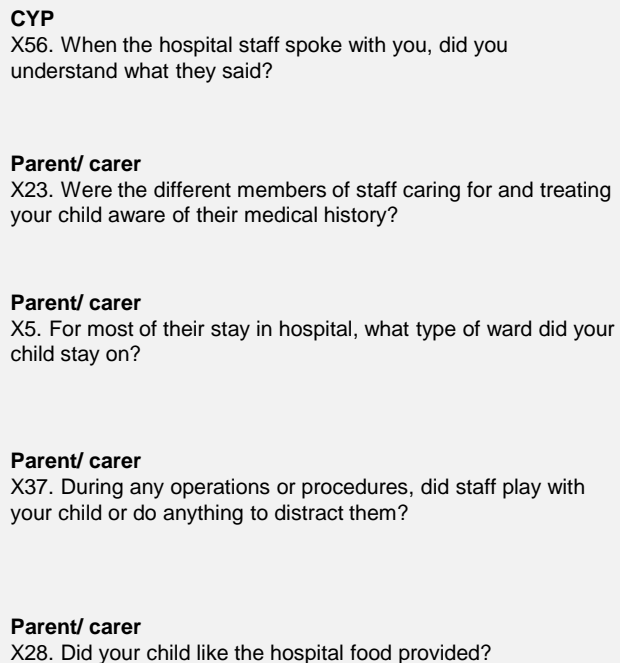 CYP
X56. When the hospital staff spoke with you, did you
understand what they said?
Parent/ carer
X23. Were the different members of staff caring for and treating
your child aware of their medical history?
Parent/ carer
X5. For most of their stay in hospital, what type of ward did your
child stay on?
Parent/ carer
X37. During any operations or procedures, did staff play with
your child or do anything to distract them?
Parent/ carer
X28. Did your child like the hospital food provided?